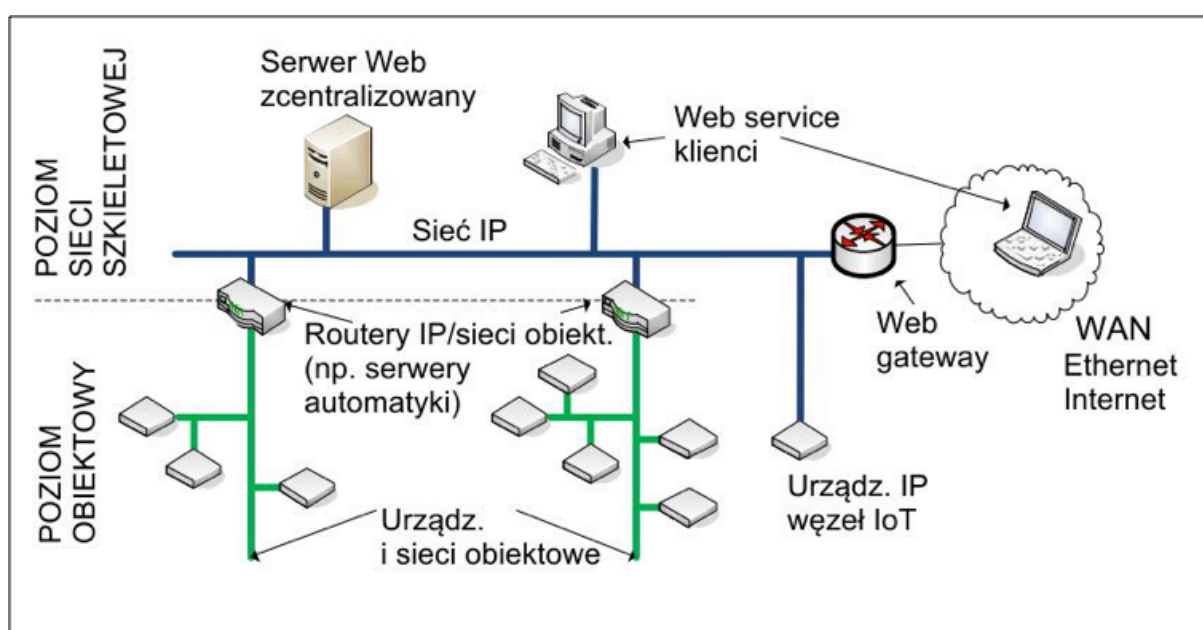 POZIOM
SIECI
SZKIELETOWEJ
Serwer Web
zcentralizowany
Web service
klienci
Sieć IP
Routery IP/sieci obiekt.
(np. serwery
automatyki)
Web
gateway
WAN
Ethernet
Internet
POZIOM
OBIEKTOWY
Urządz.
i sieci obiektowe
Urządz. IP
węzeł IoT